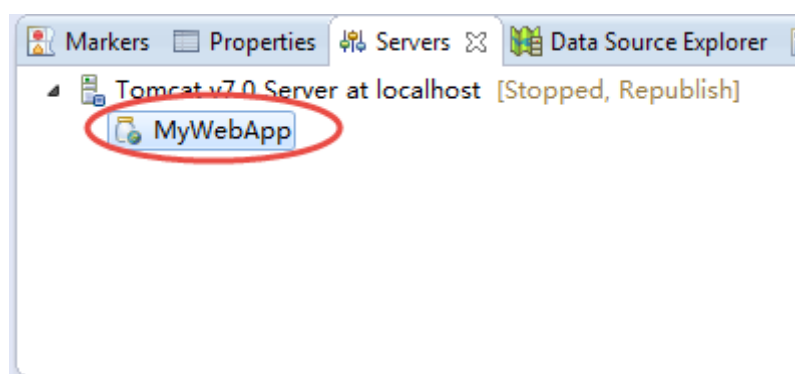 Markers Properties Servers Data Source Explorer
Tomcat v7.0 Server at localhost [Stopped, Republish]
MyWebApp